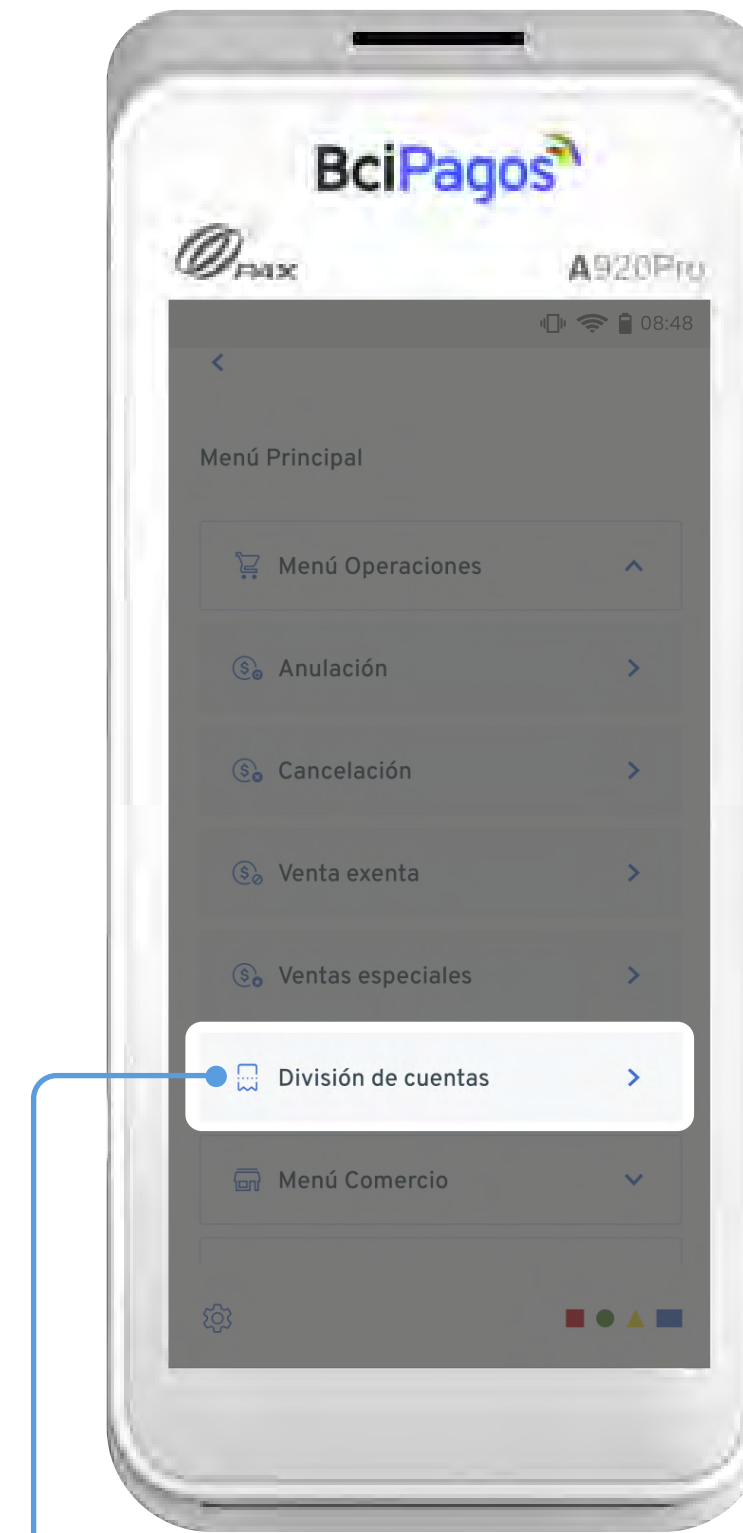 BciPagos
PAX
A920Pro
08:48
Menú Principal
Menú Operaciones
Anulación
Cancelación
Venta exenta
Ventas especiales
División de cuentas
Menú Comercio